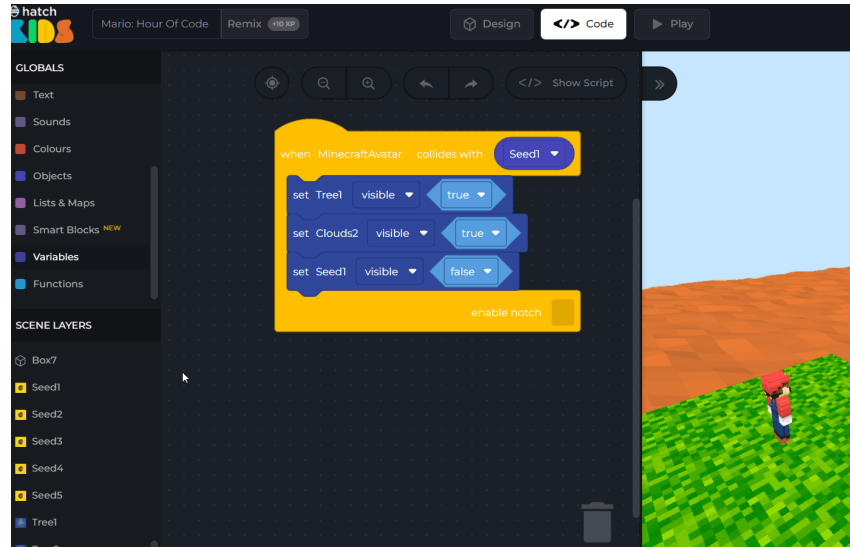 hatch
KIDS
Mario: Hour Of Code
Remix +10 XP
Design
</> Code
Play
GLOBALS
Text
Sounds
Colours
Objects
Lists & Maps
Smart Blocks NEW
Variables
Functions
SCENE LAYERS
Box7
Seed1
Seed2
Seed3
Seed4
Seed5
Tree1
</> Show Script
when MinecraftAvatar collides with Seed1
set Tree1 visible true
set Clouds2 visible true
set Seed1 visible false
enable notch